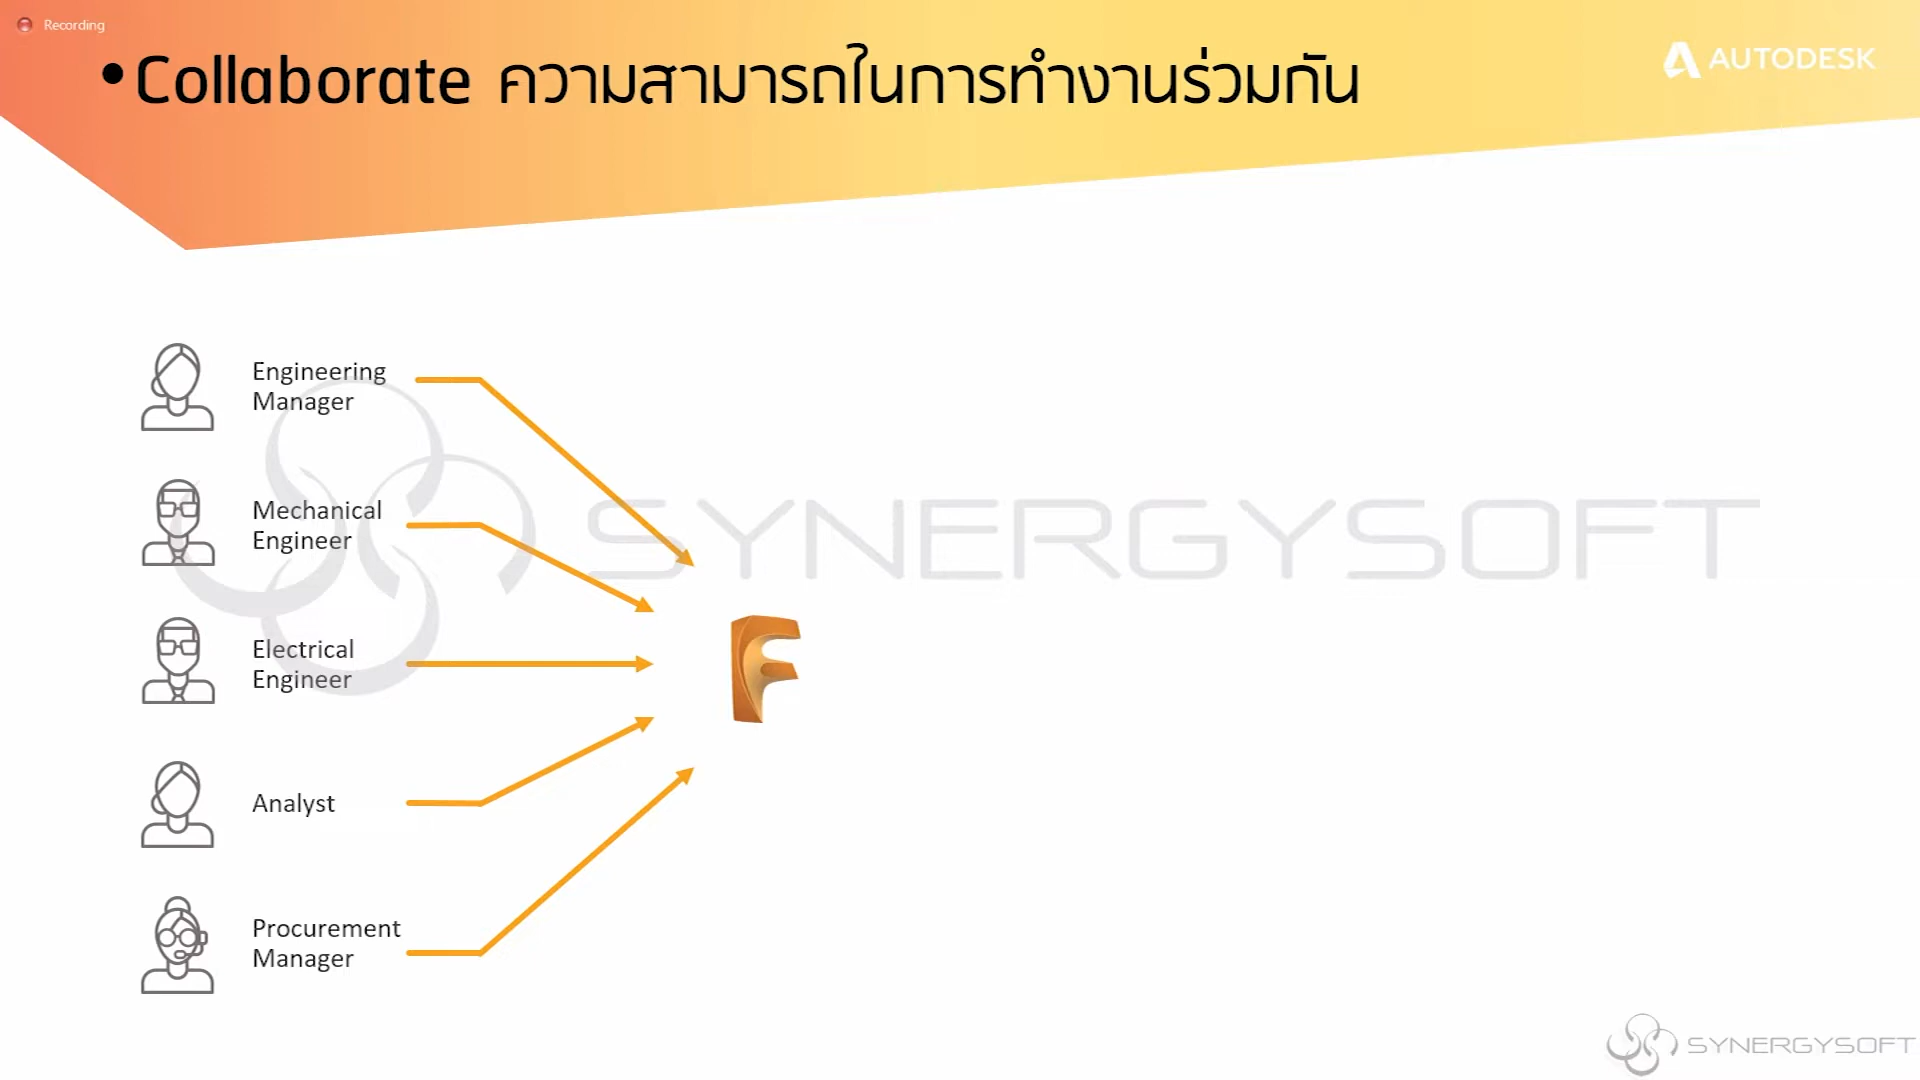 Recording
•Collaborate ความสามารถในการทำงานร่วมกัน
AUTODESK
Engineering
Manager
Mechanical
Engineer
SYNERGYSOFT
Electrical
Engineer
F
Analyst
Procurement
Manager
SYNERGYSOFT